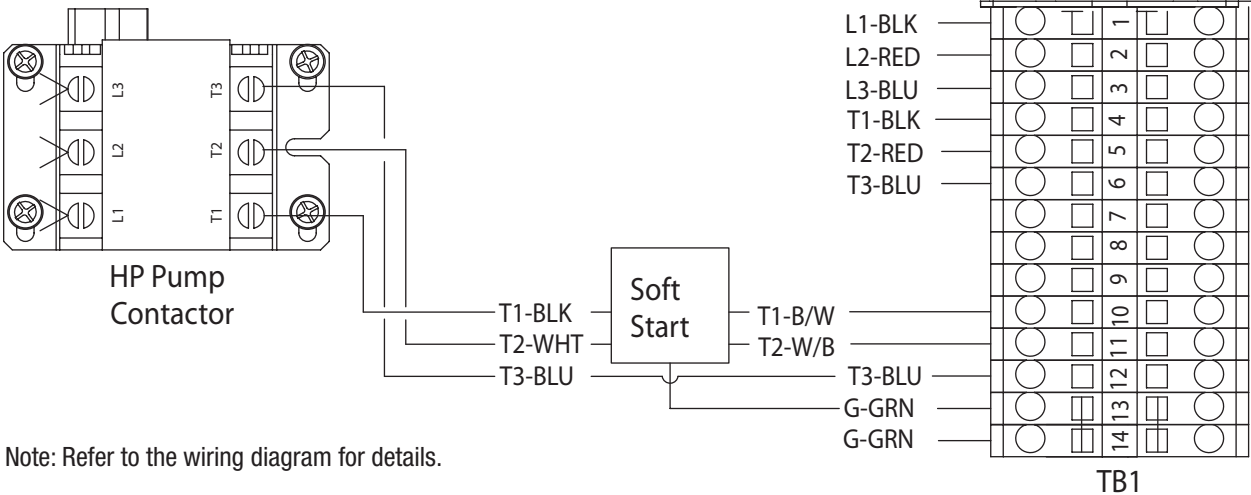 L1-BLK
L2-RED
L3-BLU
T1-BLK
T2-RED
T3-BLU
1
2
3
4
5
6
7
8
9
10
11
12
13
14
L3
T3
L2
T2
L1
T1
HP Pump
Contactor
Soft
Start
T1-BLK
T2-WHT
T3-BLU
T1-B/W
T2-W/B
T3-BLU
G-GRN
G-GRN
Note: Refer to the wiring diagram for details.
TB1